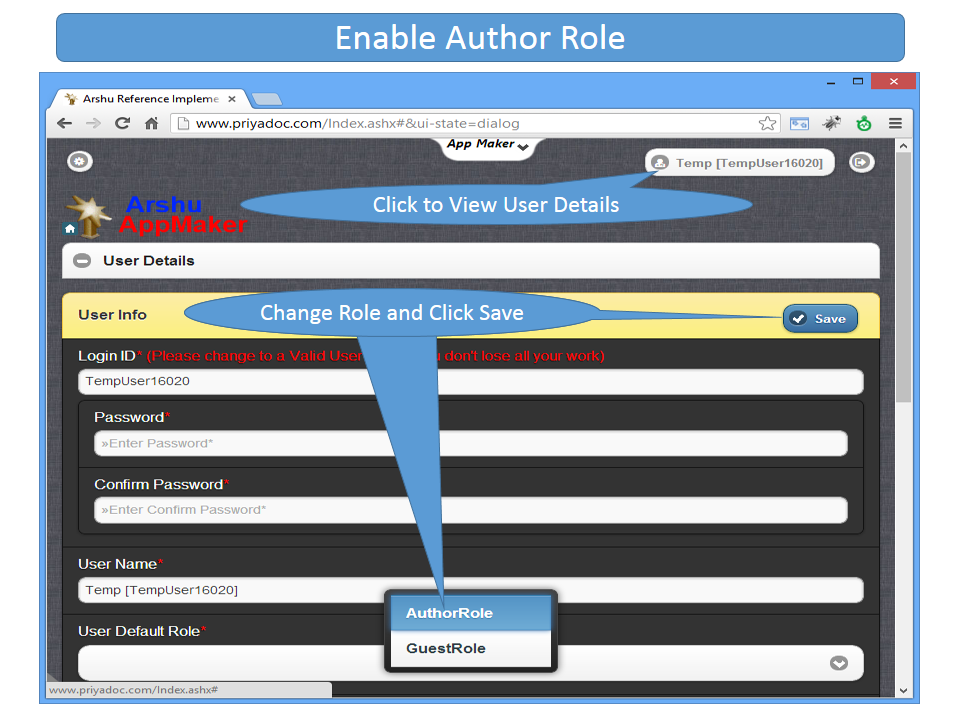 Enable Author Role
Arshu Reference Impleme
www.priyadoc.com/Index.ashx#&ui-state=dialog
App Maker
Temp [TempUser16020]
Arshu
AppMaker
Click to View User Details
User Details
User Info
Change Role and Click Save
Save
Login ID* (Please change to a Valid User don't lose all your work)
TempUser16020
Password*
»Enter Password*
Confirm Password*
»Enter Confirm Password*
User Name*
Temp [TempUser16020]
AuthorRole
User Default Role*
GuestRole
www.priyadoc.com/Index.ashx#